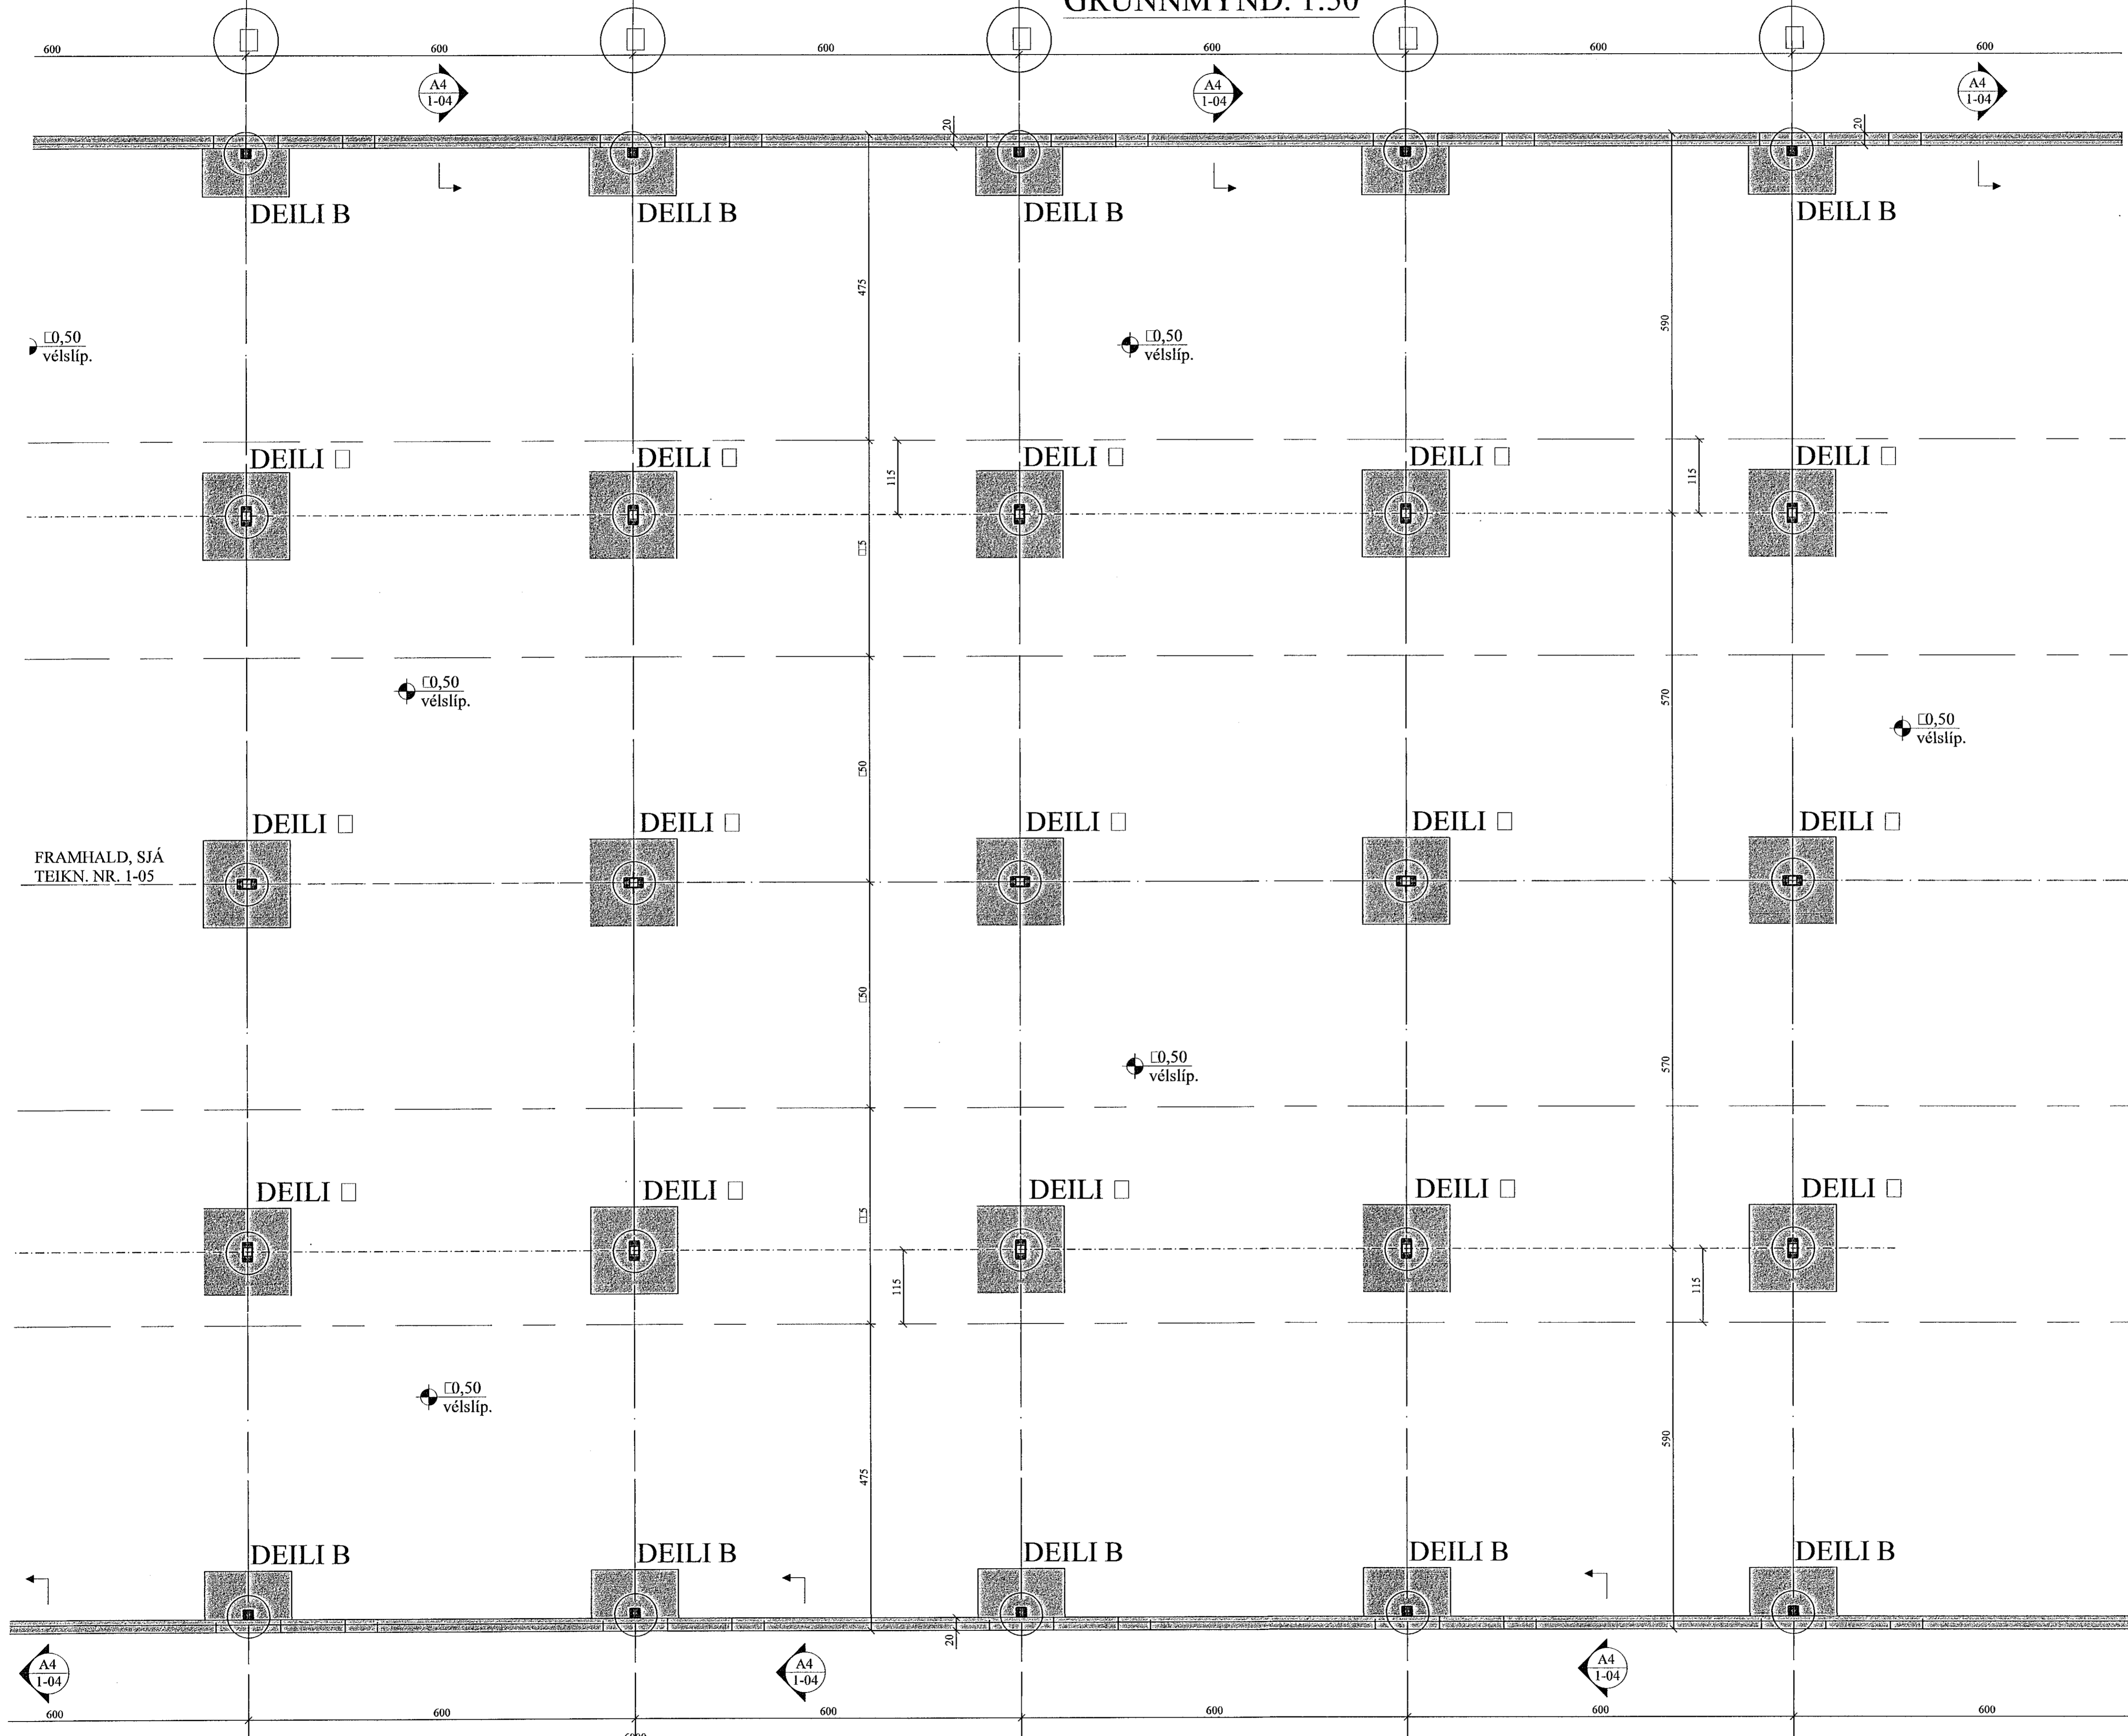 GRUNNMYND. 1:50
600 600 600 600 600 600
A4
1-04
A4
1-04
A4
1-04
20
20
DEILI B
DEILI B
DEILI B
DEILI B
475
590
□0,50
vélslíp.
□0,50
vélslíp.
DEILI □
DEILI □
DEILI □
DEILI □
DEILI □
115
115
□□5
□0,50
vélslíp.
570
□0,50
vélslíp.
□50
DEILI □
DEILI □
DEILI □
DEILI □
DEILI □
FRAMHALD, SJÁ
TEIKN. NR. 1-05
□50
□0,50
vélslíp.
570
DEILI □
DEILI □
DEILI □
DEILI □
DEILI □
□□5
115
115
□0,50
vélslíp.
590
475
DEILI B
DEILI B
DEILI B
DEILI B
DEILI B
20
A4
1-04
A4
1-04
A4
1-04
600 600 600 600 600 600